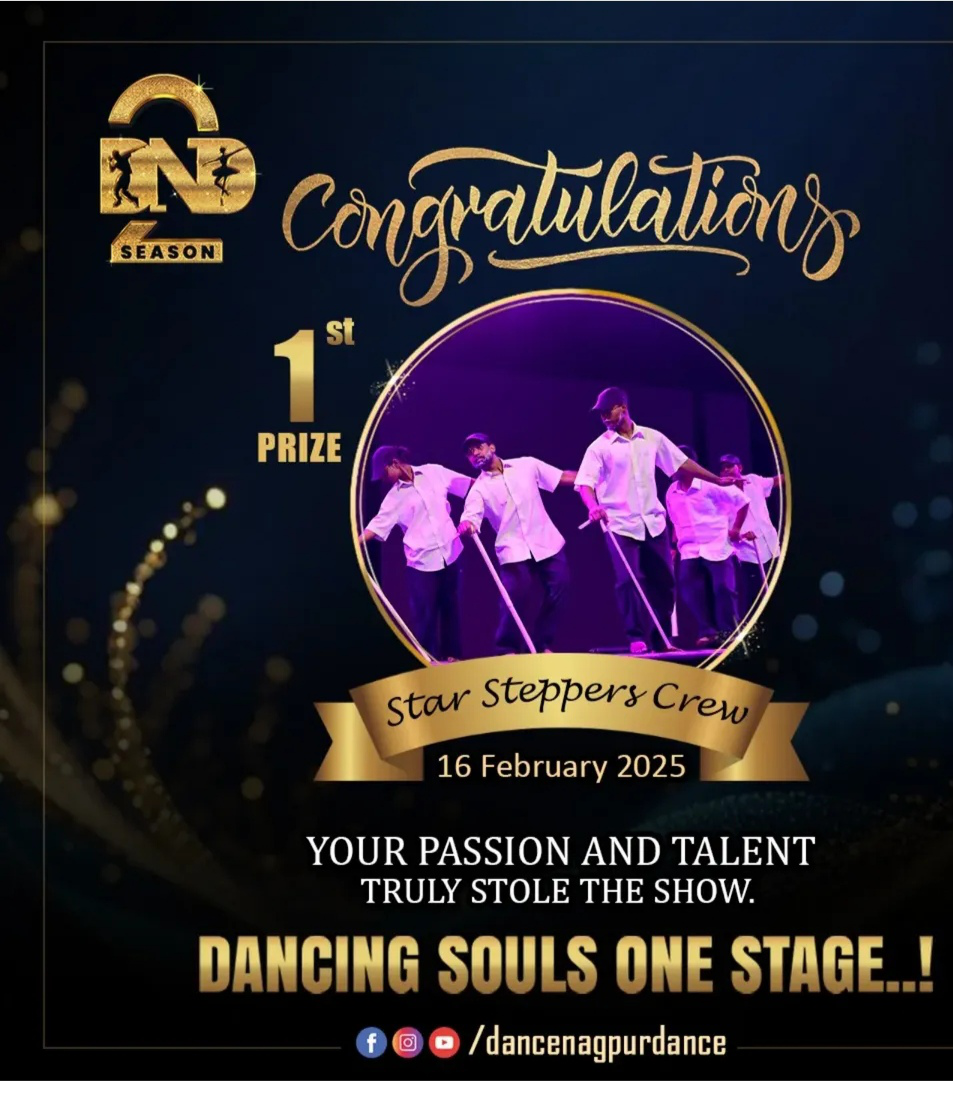 2
DND
SEASON
Congratulations
1st
PRIZE
Star Steppers Crew
16 February 2025
YOUR PASSION AND TALENT
TRULY STOLE THE SHOW.
DANCING SOULS ONE STAGE..!
/dancenagpurdance